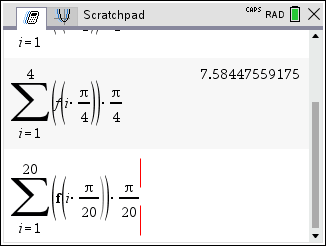 CAPS RAD
Scratchpad
i=1
4
∑ (f(i·π/4))·π/4
i=1
7.58447559175
20
∑ (f(i·π/20))·π/20
i=1